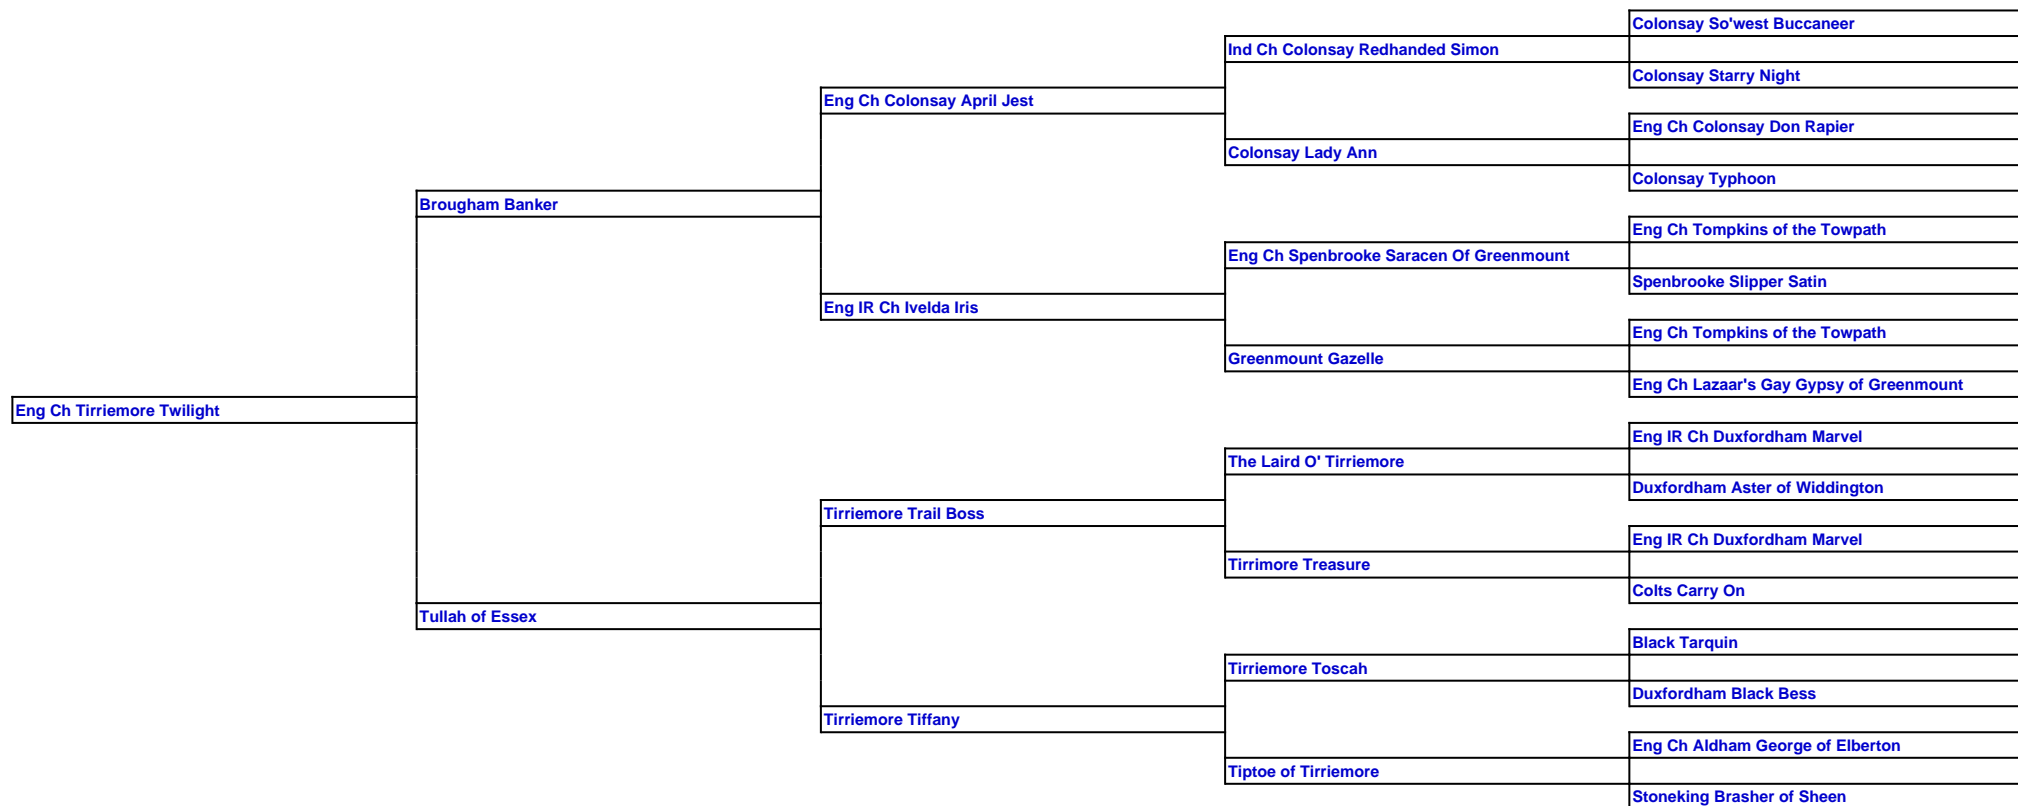 Colonsay So'west Buccaneer
Ind Ch Colonsay Redhanded Simon
Colonsay Starry Night
Eng Ch Colonsay April Jest
Eng Ch Colonsay Don Rapier
Colonsay Lady Ann
Colonsay Typhoon
Brougham Banker
Eng Ch Tompkins of the Towpath
Eng Ch Spenbrooke Saracen Of Greenmount
Spenbrooke Slipper Satin
Eng IR Ch Ivelda Iris
Eng Ch Tompkins of the Towpath
Greenmount Gazelle
Eng Ch Lazaar's Gay Gypsy of Greenmount
Eng Ch Tirriemore Twilight
Eng IR Ch Duxfordham Marvel
The Laird O' Tirriemore
Duxfordham Aster of Widdington
Tirriemore Trail Boss
Eng IR Ch Duxfordham Marvel
Tirrimore Treasure
Colts Carry On
Tullah of Essex
Black Tarquin
Tirriemore Toscah
Duxfordham Black Bess
Tirriemore Tiffany
Eng Ch Aldham George of Elberton
Tiptoe of Tirriemore
Stoneking Brasher of Sheen